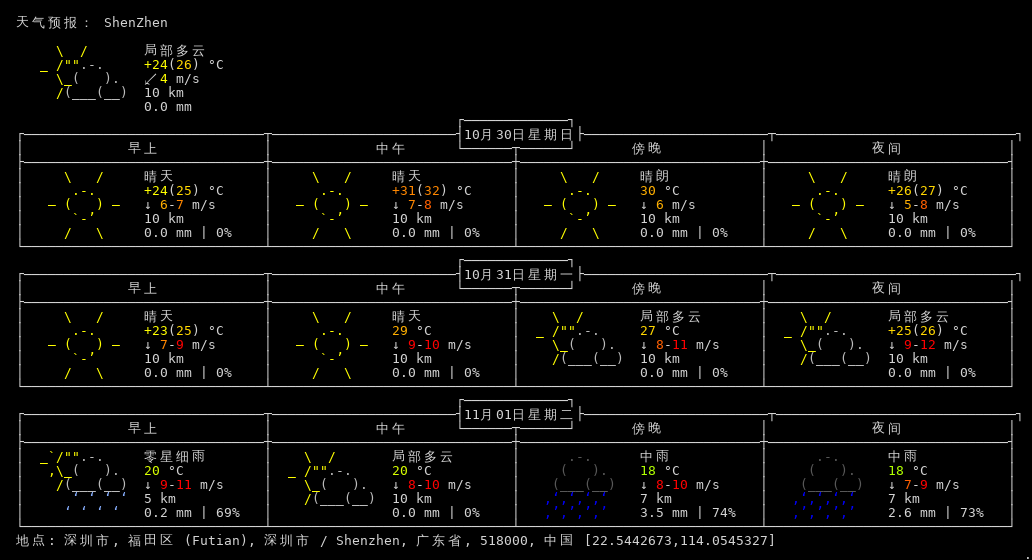 天气预报： ShenZhen
局部多云
+24(26) °C
↙ 4 m/s
10 km
0.0 mm
10月30日星期日
早上 中午 傍晚 夜间
晴天 晴天 晴朗 晴朗
+24(25) °C +31(32) °C 30 °C +26(27) °C
↓ 6-7 m/s ↓ 7-8 m/s ↓ 6 m/s ↓ 5-8 m/s
10 km 10 km 10 km 10 km
0.0 mm | 0% 0.0 mm | 0% 0.0 mm | 0% 0.0 mm | 0%
10月31日星期一
早上 中午 傍晚 夜间
晴天 晴天 局部多云 局部多云
+23(25) °C 29 °C 27 °C +25(26) °C
↓ 7-9 m/s ↓ 9-10 m/s ↓ 8-11 m/s ↓ 9-12 m/s
10 km 10 km 10 km 10 km
0.0 mm | 0% 0.0 mm | 0% 0.0 mm | 0% 0.0 mm | 0%
11月01日星期二
早上 中午 傍晚 夜间
零星细雨 局部多云 中雨 中雨
20 °C 20 °C 18 °C 18 °C
↓ 9-11 m/s ↓ 8-10 m/s ↓ 8-10 m/s ↓ 7-9 m/s
5 km 10 km 7 km 7 km
0.2 mm | 69% 0.0 mm | 0% 3.5 mm | 74% 2.6 mm | 73%
地点: 深圳市, 福田区 (Futian), 深圳市 / Shenzhen, 广东省, 518000, 中国 [22.5442673,114.0545327]